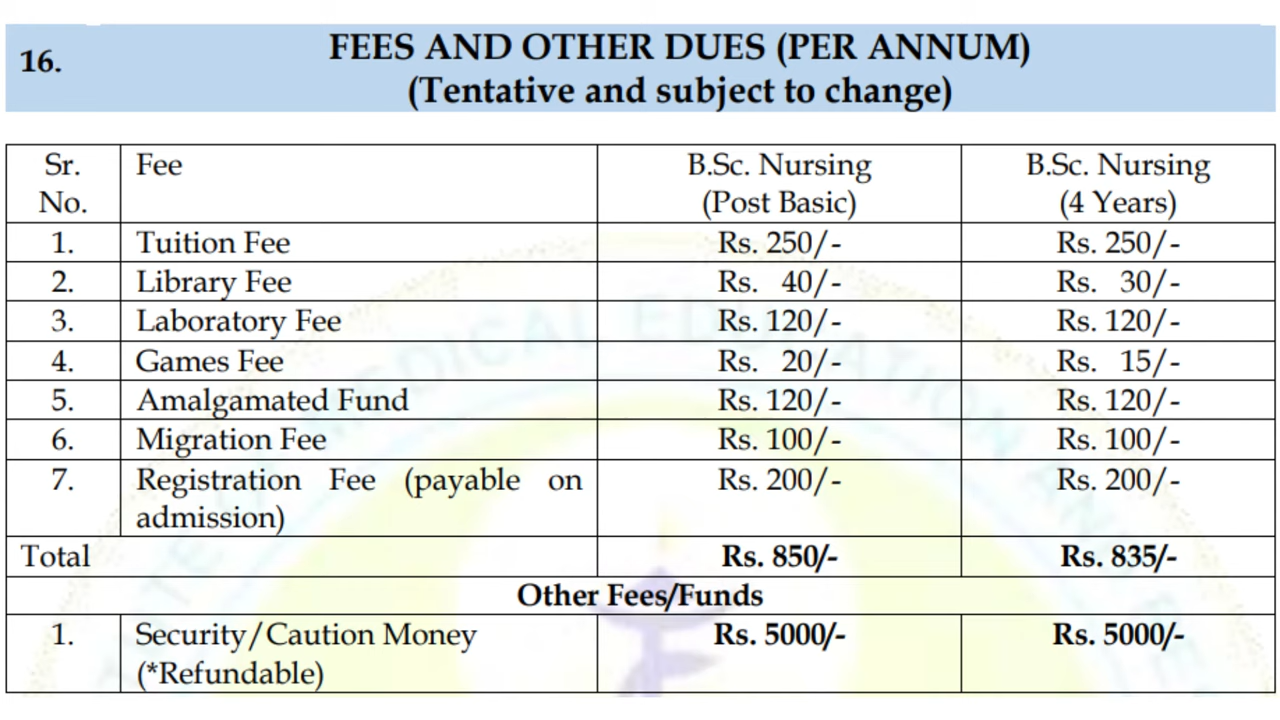 16.
FEES AND OTHER DUES (PER ANNUM)
(Tentative and subject to change)
Sr. No. Fee B.Sc. Nursing (Post Basic) B.Sc. Nursing (4 Years)
1. Tuition Fee Rs. 250/- Rs. 250/-
2. Library Fee Rs. 40/- Rs. 30/-
3. Laboratory Fee Rs. 120/- Rs. 120/-
4. Games Fee Rs. 20/- Rs. 15/-
5. Amalgamated Fund Rs. 120/- Rs. 120/-
6. Migration Fee Rs. 100/- Rs. 100/-
7. Registration Fee (payable on Rs. 200/- Rs. 200/-
admission)
Total Rs. 850/- Rs. 835/-
Other Fees/Funds
1. Security/Caution Money Rs. 5000/- Rs. 5000/-
(*Refundable)